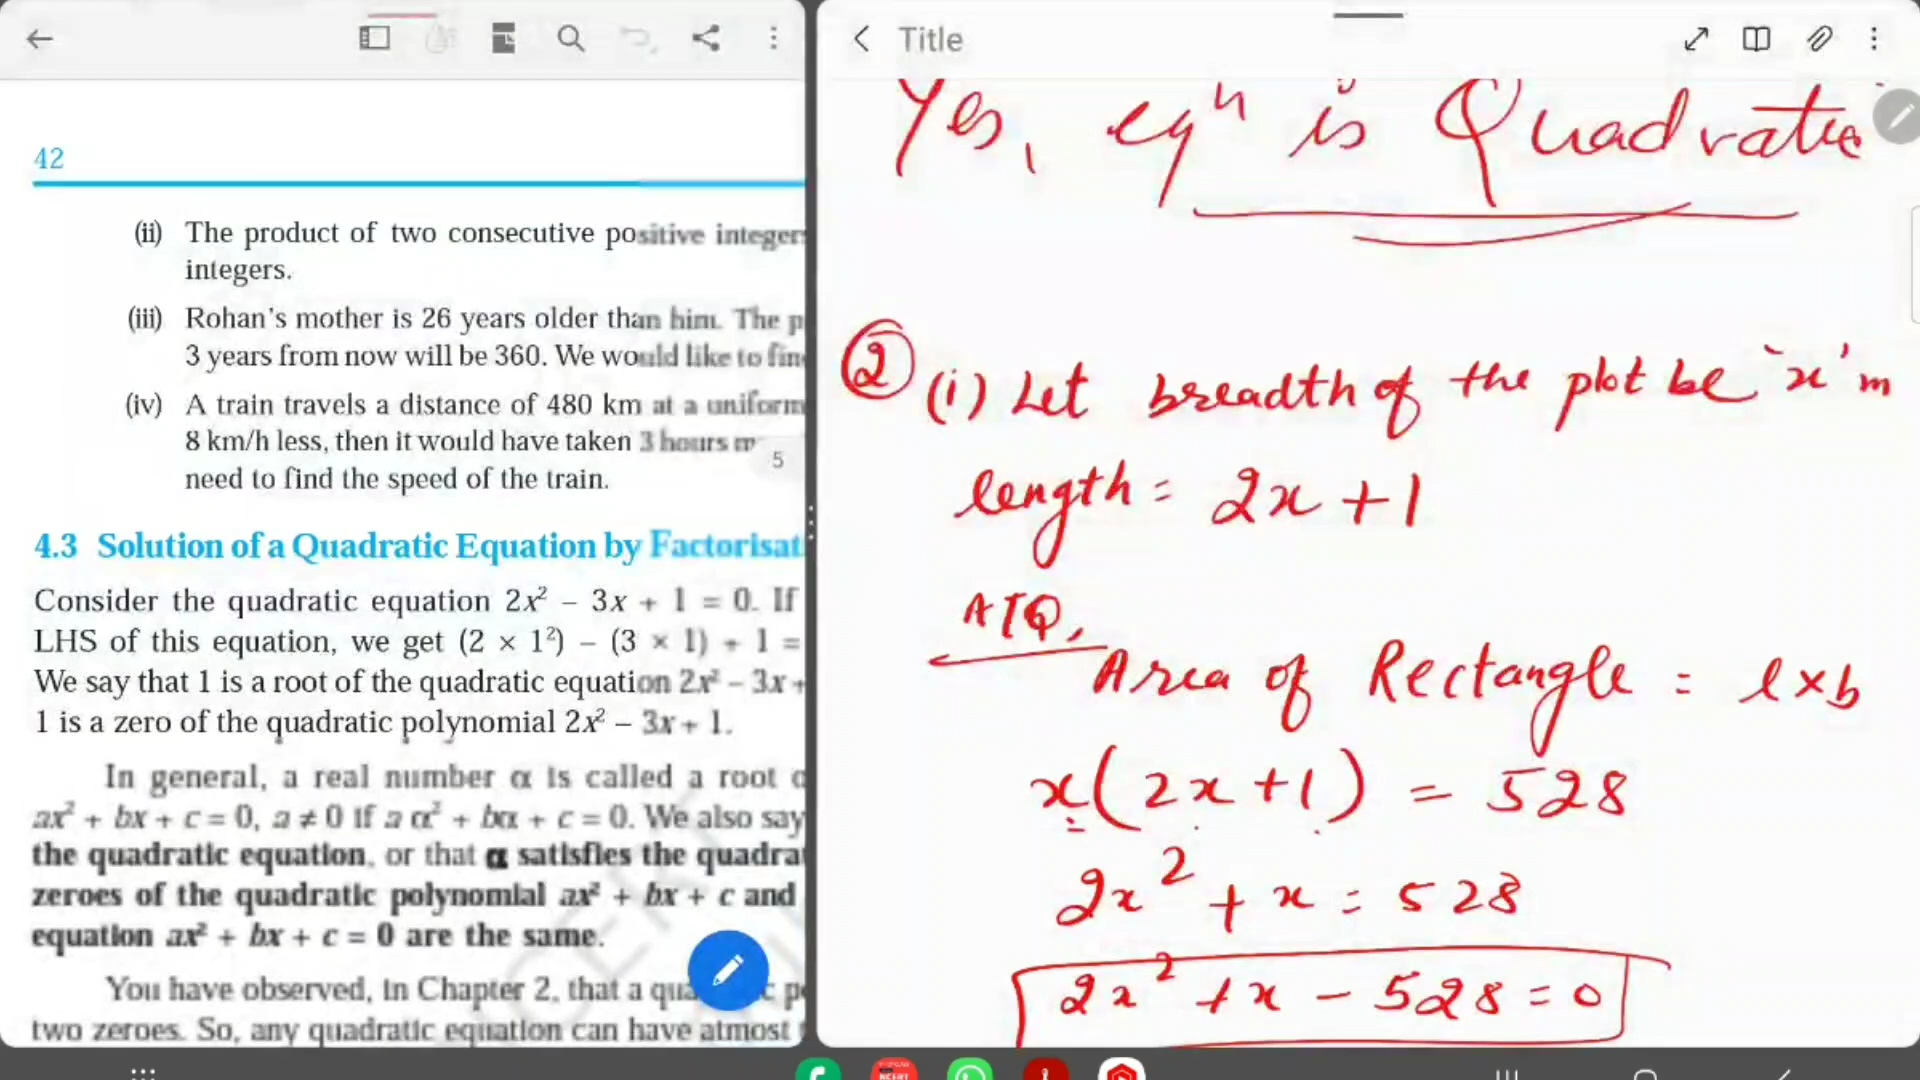 42
(ii) The product of two consecutive positive integers
integers.
(iii) Rohan's mother is 26 years older than him. The p
3 years from now will be 360. We would like to fin
(iv) A train travels a distance of 480 km at a uniform
8 km/h less, then it would have taken 3 hours m
need to find the speed of the train.
5
4.3 Solution of a Quadratic Equation by Factorisat
Consider the quadratic equation 2x² – 3x + 1 = 0. If
LHS of this equation, we get (2 × 1²) – (3 × 1) + 1 =
We say that 1 is a root of the quadratic equation 2x² – 3x +
1 is a zero of the quadratic polynomial 2x² – 3x + 1.
In general, a real number α is called a root o
ax² + bx + c = 0, a ≠ 0 if a α² + bα + c = 0. We also say
the quadratic equation, or that α satisfies the quadra
zeroes of the quadratic polynomial ax² + bx + c and
equation ax² + bx + c = 0 are the same.
You have observed, in Chapter 2, that a qua
two zeroes. So, any quadratic equation can have atmost
Title
Yes, eqⁿ is Quadratic
② (i) Let breadth of the plot be 'x' m
length = 2x + 1
ATQ,
Area of Rectangle = l × b
x(2x + 1) = 528
2x² + x = 528
2x² + x – 528 = 0